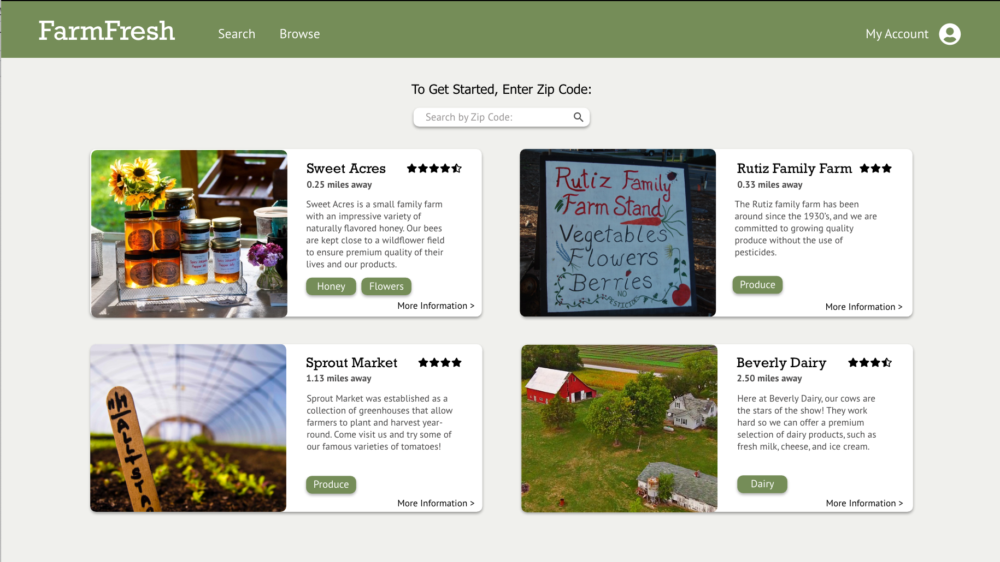 FarmFresh
Search
Browse
My Account
To Get Started, Enter Zip Code:
Search by Zip Code:
Sweet Acres
0.25 miles away
Sweet Acres is a small family farm
with an impressive variety of
naturally flavored honey. Our bees
are kept close to a wildflower field
to ensure premium quality of their
lives and our products.
Honey
Flowers
More Information >
Spicy Jalapeño
Pepper Jelly
Spicy Jalapeño
Pepper Jelly
Rutiz Family
Farm Stand
Vegetables
Flowers
Berries
NO
PESTICIDES
Rutiz Family Farm
0.33 miles away
The Rutiz family farm has been
around since the 1930’s, and we are
committed to growing quality
produce without the use of
pesticides.
Produce
More Information >
Sprout Market
1.13 miles away
Sprout Market was established as a
collection of greenhouses that allow
farmers to plant and harvest year-
round. Come visit us and try some of
our famous varieties of tomatoes!
Produce
More Information >
Beverly Dairy
2.50 miles away
Here at Beverly Dairy, our cows are
the stars of the show! They work
hard so we can offer a premium
selection of dairy products, such as
fresh milk, cheese, and ice cream.
Dairy
More Information >